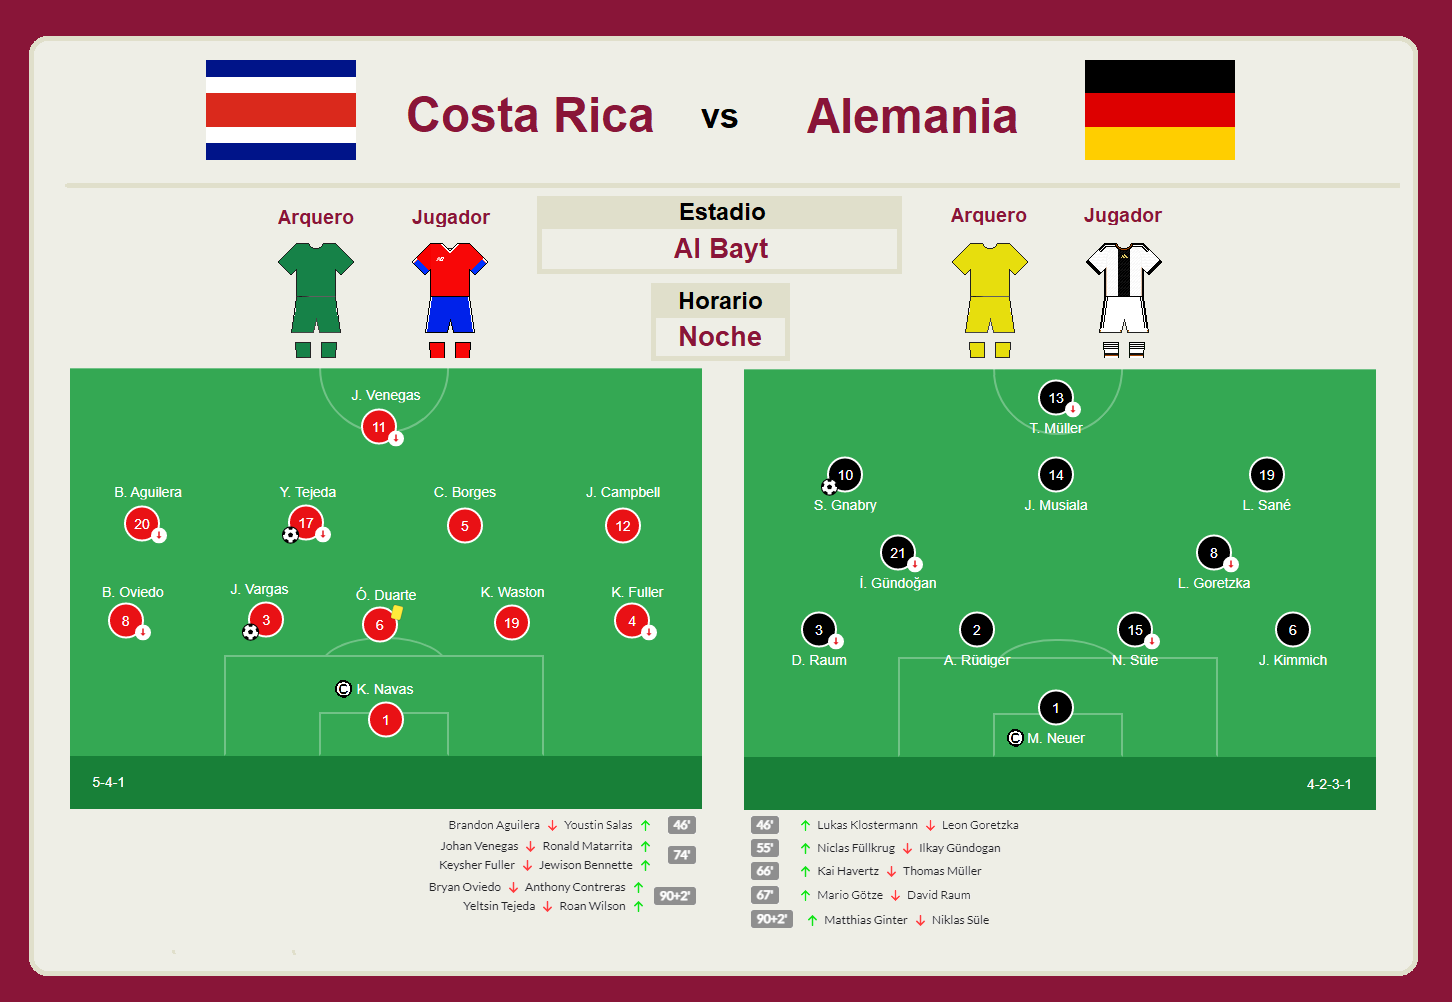 Costa Rica vs Alemania
Arquero Jugador
Estadio
Al Bayt
Horario
Noche
Arquero Jugador
J. Venegas
11
B. Aguilera Y. Tejeda C. Borges J. Campbell
20 17 5 12
B. Oviedo J. Vargas Ó. Duarte K. Waston K. Fuller
8 3 6 19 4
C K. Navas
1
5-4-1
13
T. Müller
10 14 19
S. Gnabry J. Musiala L. Sané
21 8
Í. Gündoğan L. Goretzka
3 2 15 6
D. Raum A. Rüdiger N. Süle J. Kimmich
1
C M. Neuer
4-2-3-1
Brandon Aguilera Youstin Salas 46'
Johan Venegas Ronald Matarrita 74'
Keysher Fuller Jewison Bennette
Bryan Oviedo Anthony Contreras 90+2'
Yeltsin Tejeda Roan Wilson
46' Lukas Klostermann Leon Goretzka
55' Niclas Füllkrug Ilkay Gündogan
66' Kai Havertz Thomas Müller
67' Mario Götze David Raum
90+2' Matthias Ginter Niklas Süle